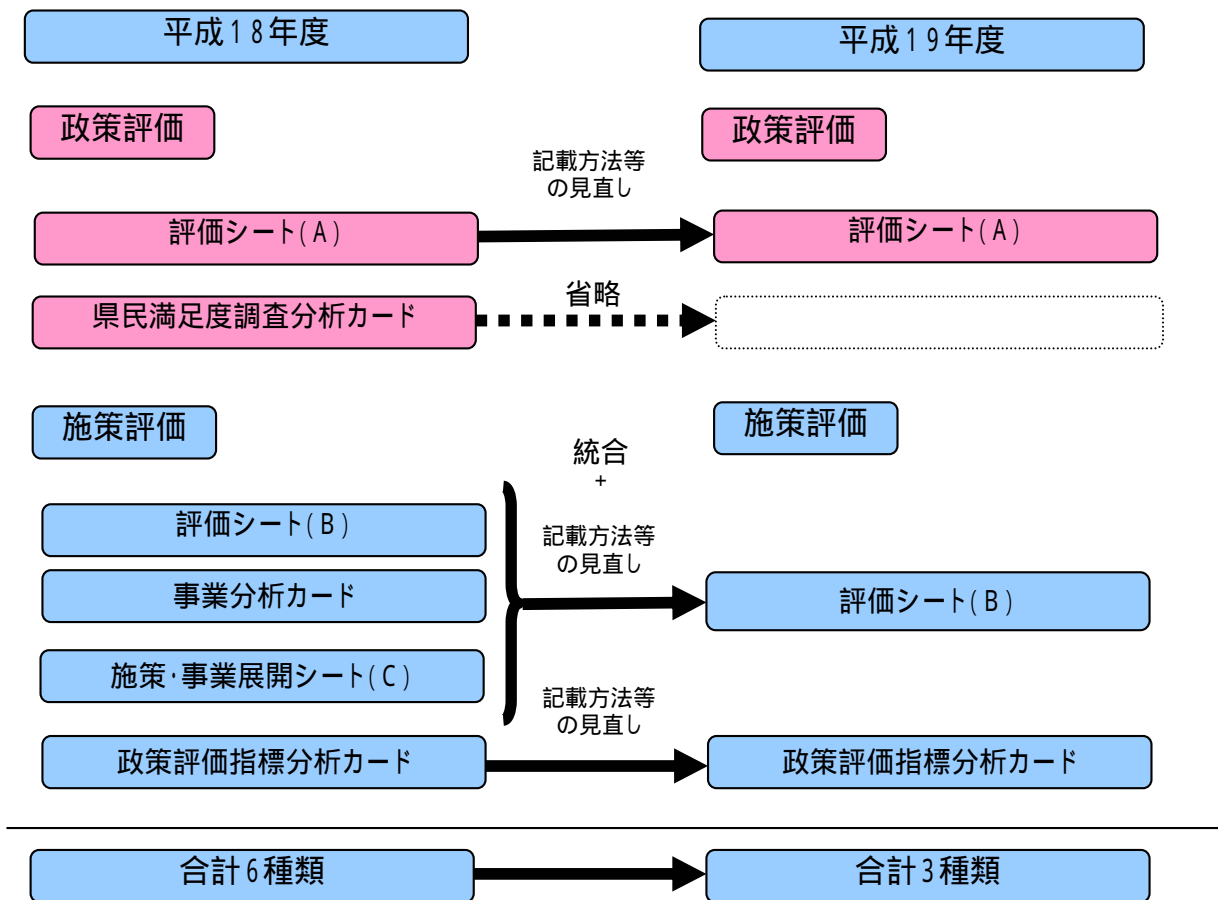 平成18年度
平成19年度
政策評価
政策評価
記載方法等
の見直し
評価シート(A)
評価シート(A)
県民満足度調査分析カード
省略
施策評価
施策評価
統合
+
記載方法等
の見直し
評価シート(B)
事業分析カード
評価シート(B)
施策・事業展開シート(C)
記載方法等
の見直し
政策評価指標分析カード
政策評価指標分析カード
合計6種類
合計3種類